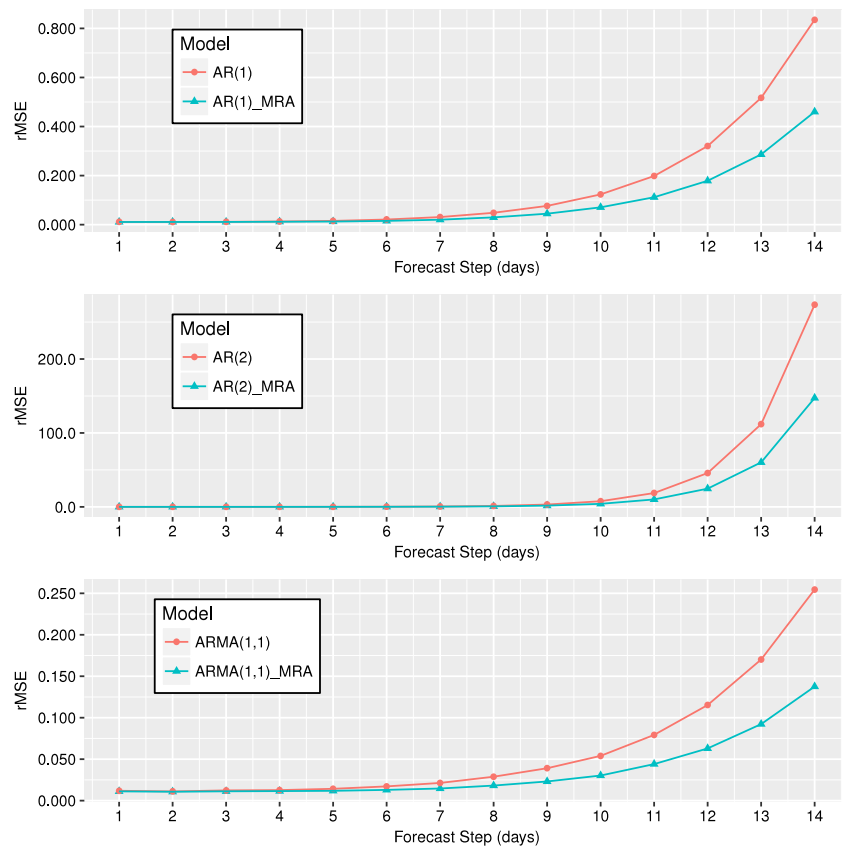 0.800
0.600
0.400
0.200
0.000
rMSE
Model
AR(1)
AR(1)_MRA
1 2 3 4 5 6 7 8 9 10 11 12 13 14
Forecast Step (days)
200.0
100.0
0.0
rMSE
Model
AR(2)
AR(2)_MRA
1 2 3 4 5 6 7 8 9 10 11 12 13 14
Forecast Step (days)
0.250
0.200
0.150
0.100
0.050
0.000
rMSE
Model
ARMA(1,1)
ARMA(1,1)_MRA
1 2 3 4 5 6 7 8 9 10 11 12 13 14
Forecast Step (days)